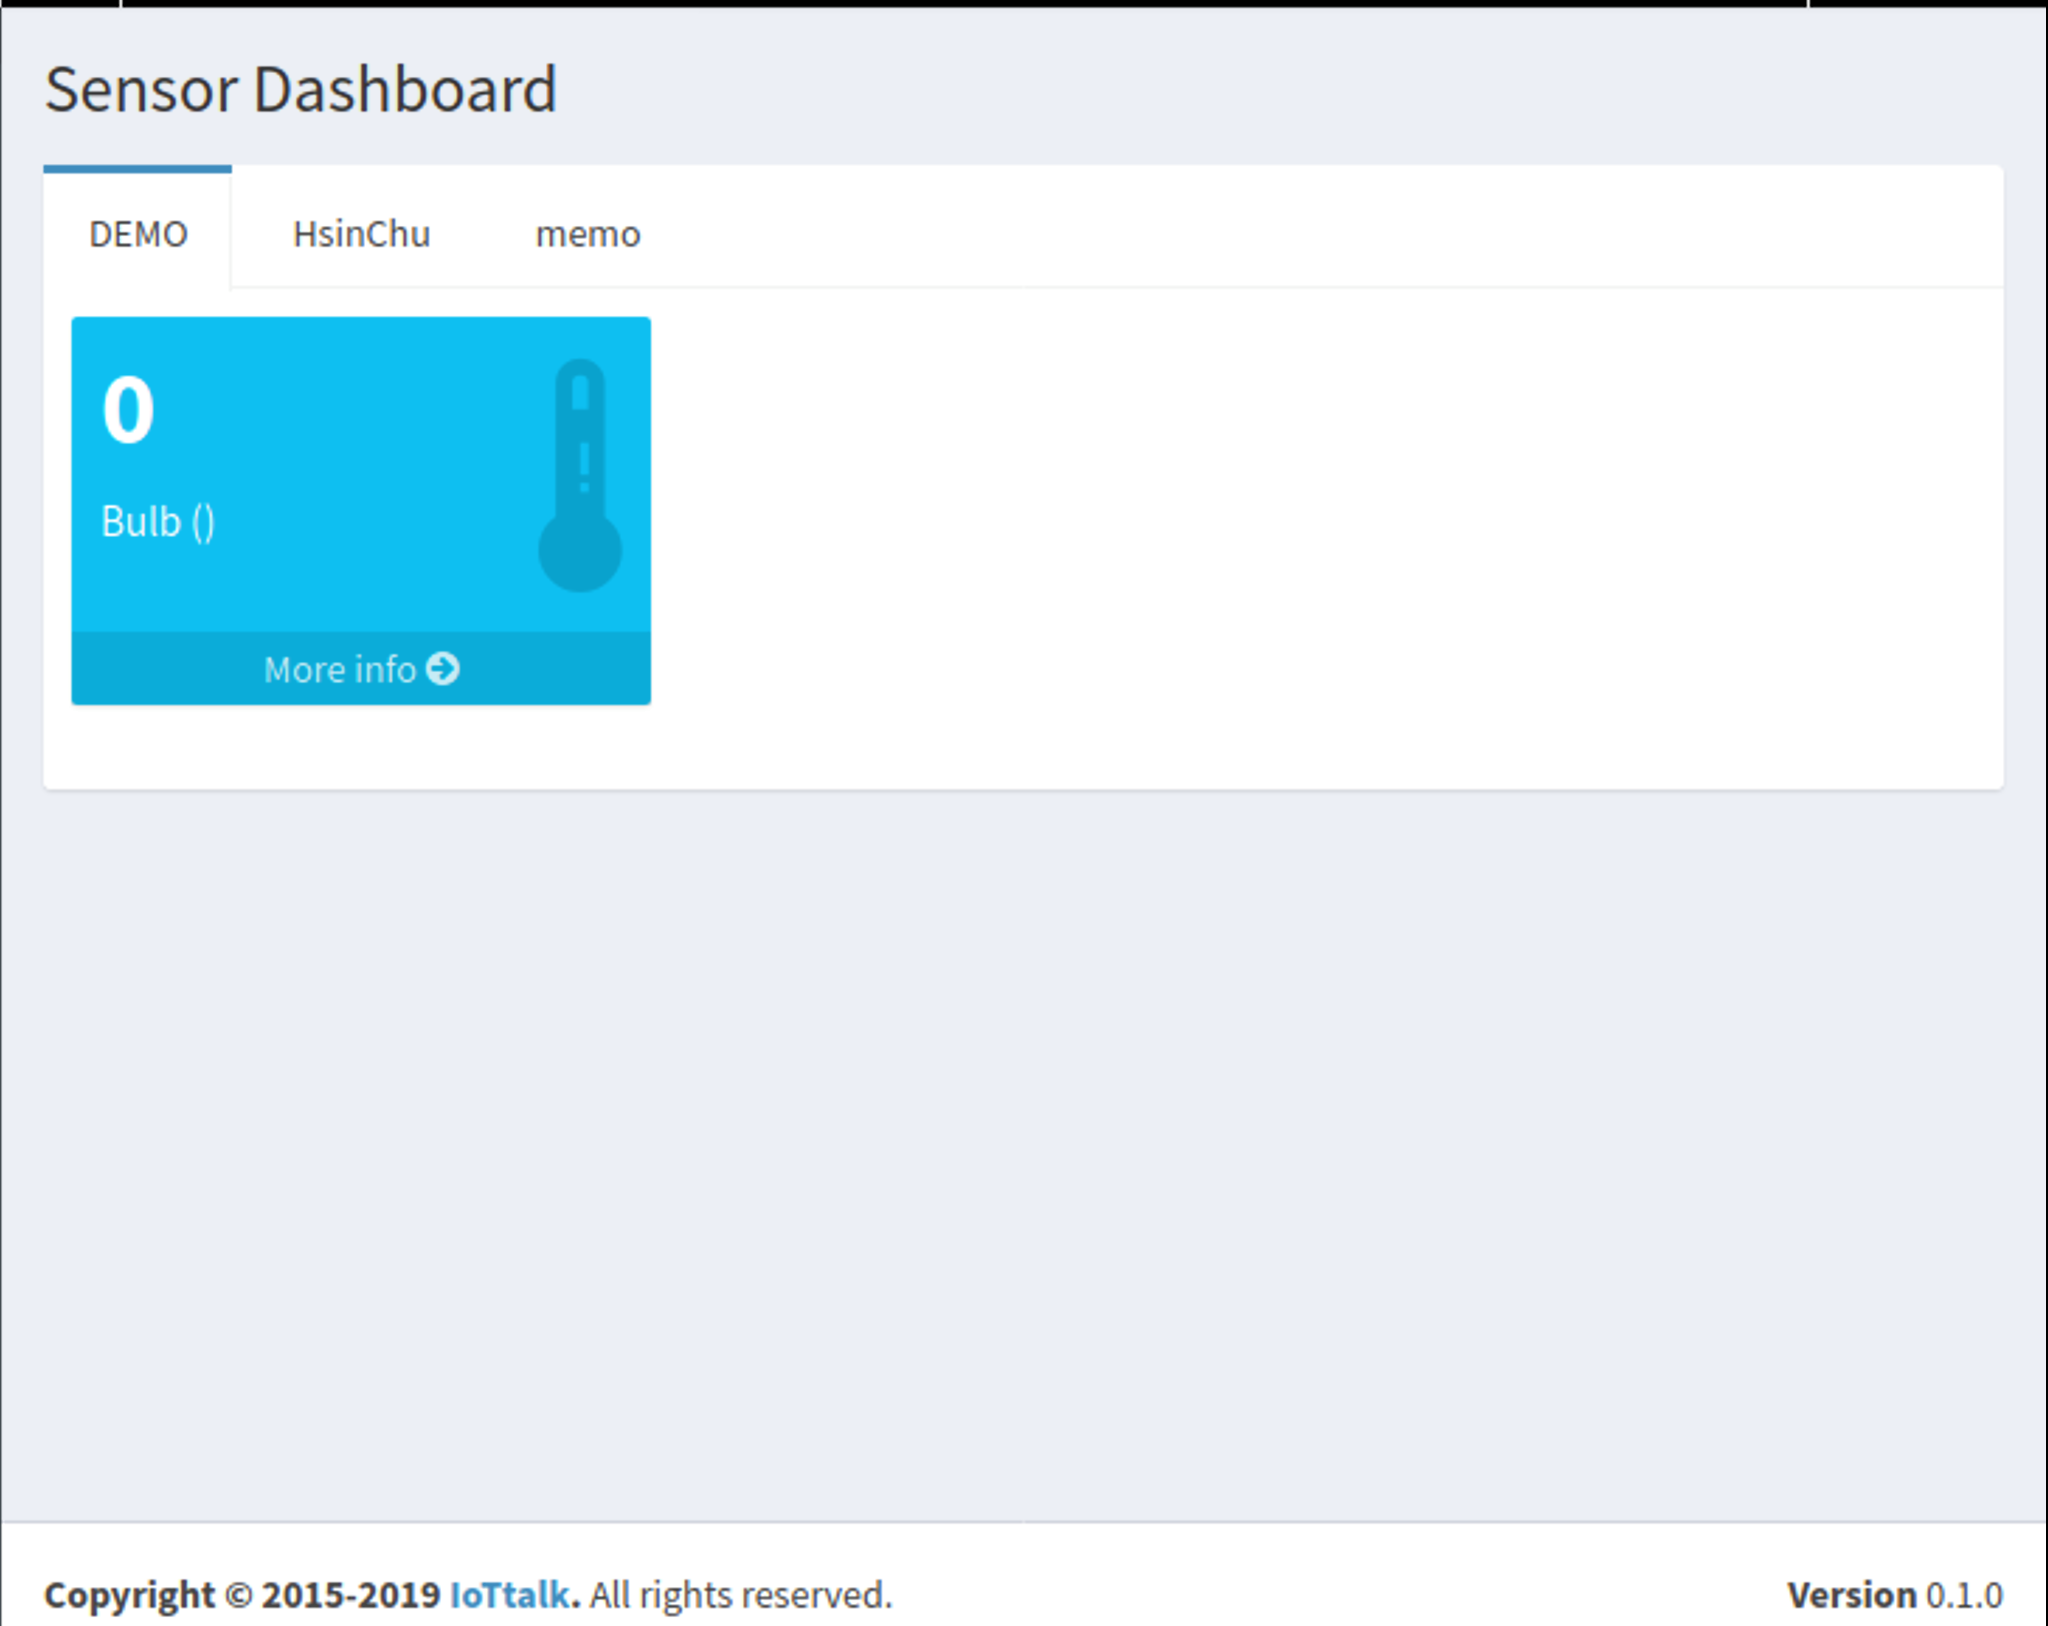 Sensor Dashboard
DEMO HsinChu memo
0
Bulb ()
More info
Copyright © 2015-2019 IoTtalk. All rights reserved. Version 0.1.0